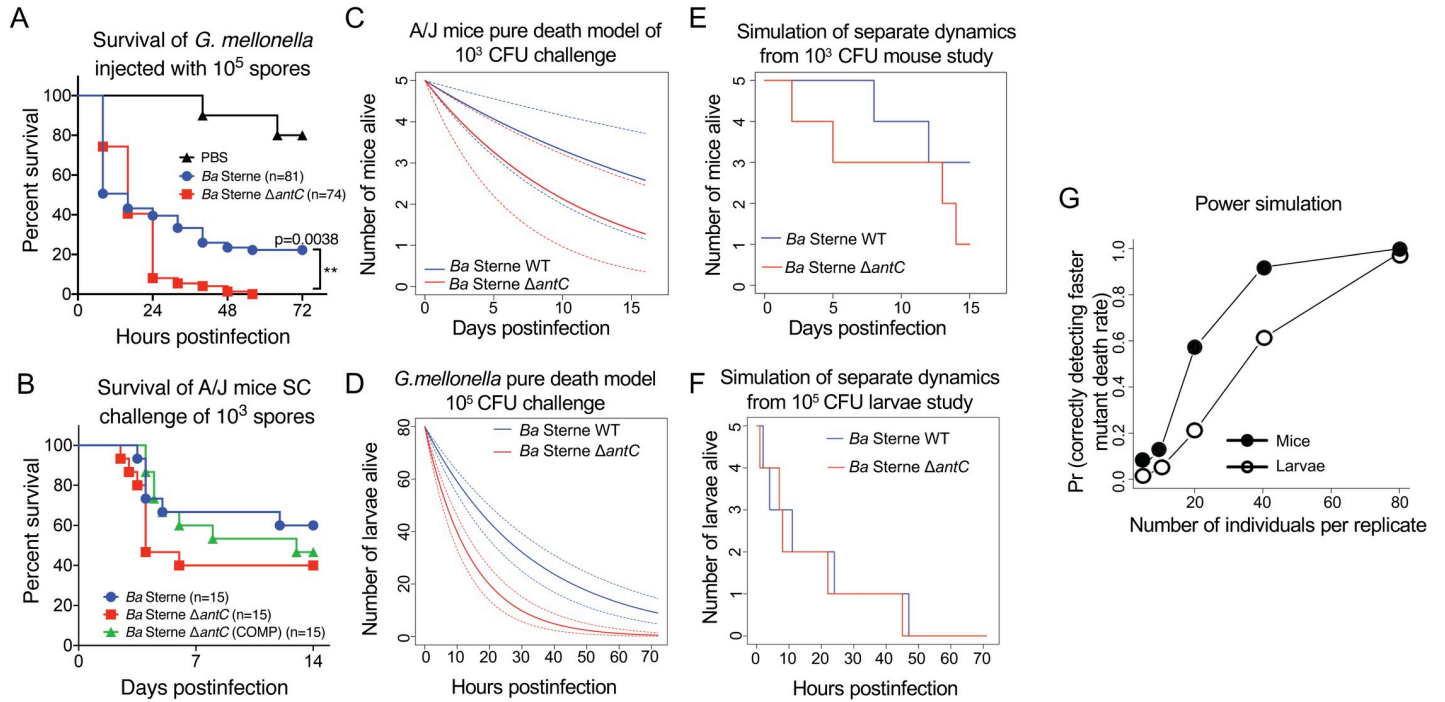 A
Survival of G. mellonella
injected with 10⁵ spores
Percent survival
100
80
60
40
20
0
PBS
Ba Sterne (n=81)
Ba Sterne ΔantC (n=74)
p=0.0038
**
0
24
48
72
Hours postinfection
B
Survival of A/J mice SC
challenge of 10³ spores
Percent survival
100
80
60
40
20
0
Ba Sterne (n=15)
Ba Sterne ΔantC (n=15)
Ba Sterne ΔantC (COMP) (n=15)
0
7
14
Days postinfection
C
A/J mice pure death model of
10³ CFU challenge
Number of mice alive
5
4
3
2
1
0
Ba Sterne WT
Ba Sterne ΔantC
0
5
10
15
Days postinfection
D
G.mellonella pure death model
10⁵ CFU challenge
Number of larvae alive
80
60
40
20
0
Ba Sterne WT
Ba Sterne ΔantC
0
10
20
30
40
50
60
70
Hours postinfection
E
Simulation of separate dynamics
from 10³ CFU mouse study
Number of mice alive
5
4
3
2
1
0
Ba Sterne WT
Ba Sterne ΔantC
0
5
10
15
Days postinfection
F
Simulation of separate dynamics
from 10⁵ CFU larvae study
Number of larvae alive
5
4
3
2
1
0
Ba Sterne WT
Ba Sterne ΔantC
0
10
30
50
70
Hours postinfection
G
Power simulation
Pr (correctly detecting faster
mutant death rate)
1.0
0.8
0.6
0.4
0.2
0.0
Mice
Larvae
20
40
60
80
Number of individuals per replicate